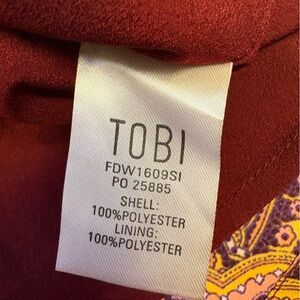 TOBI
FDW1609SI
PO 25885
SHELL:
100%POLYESTER
LINING:
100%POLYESTER